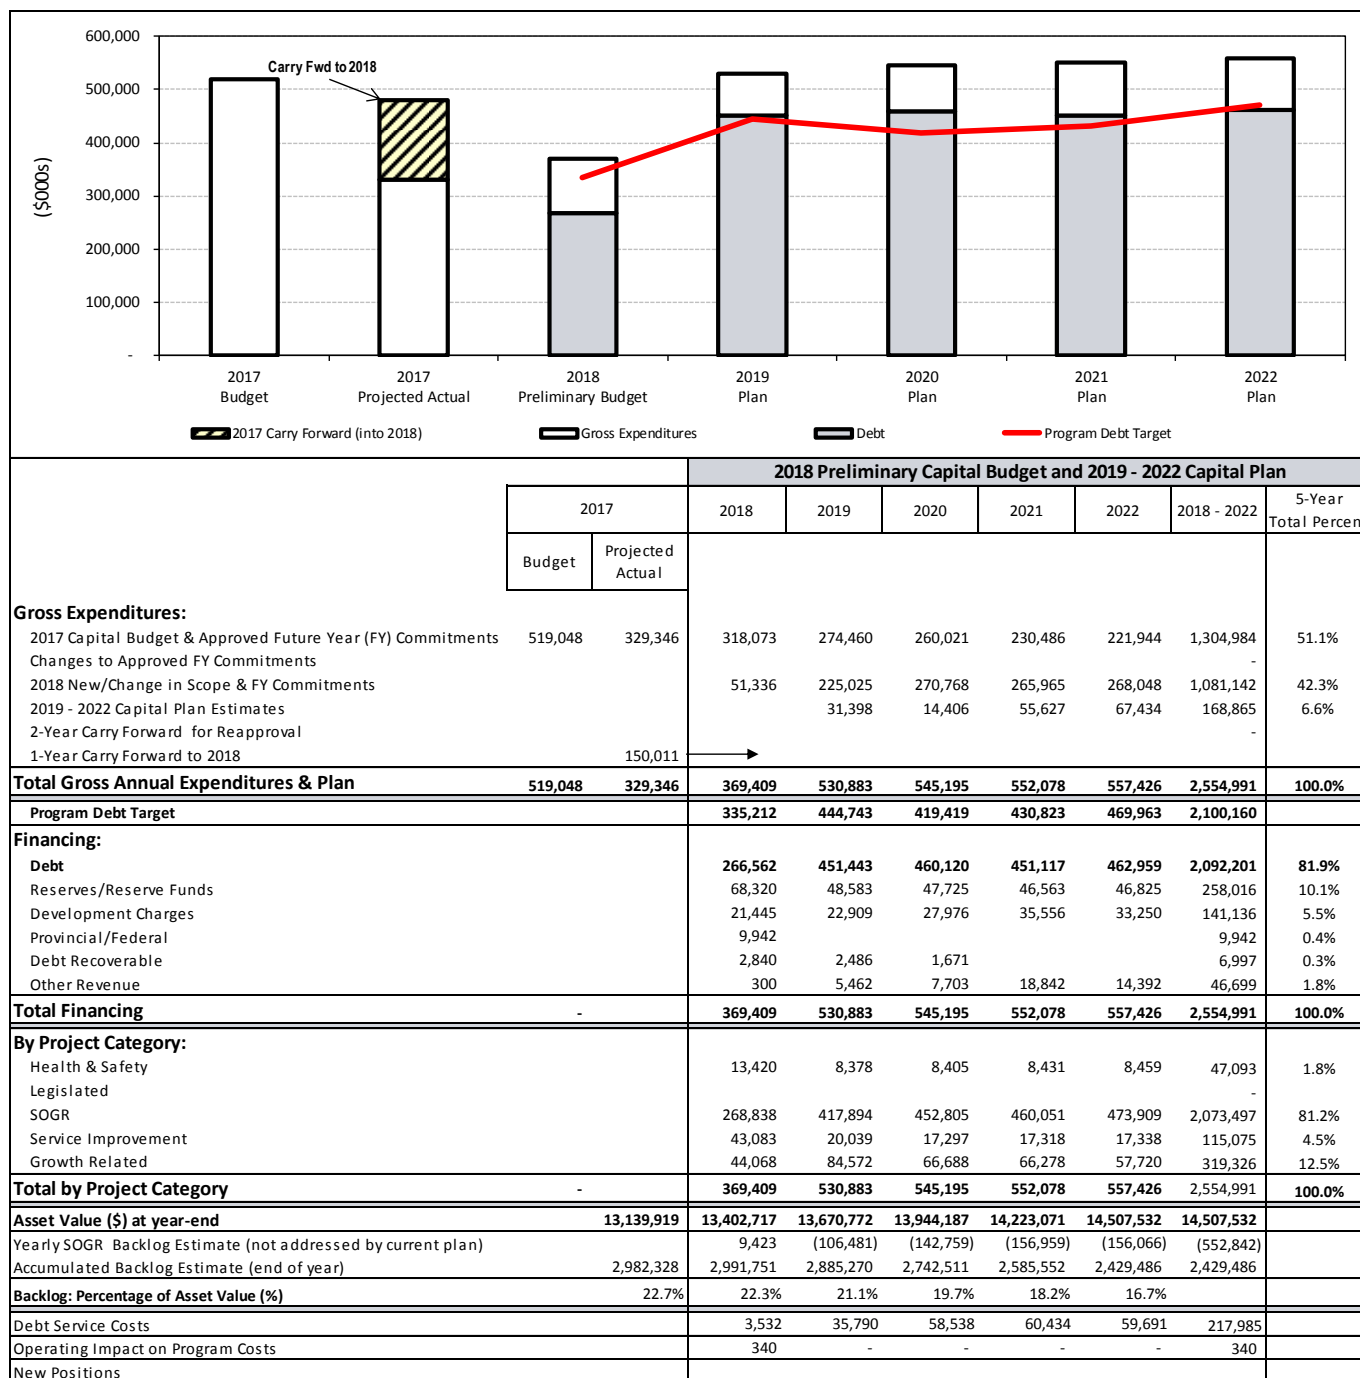 600,000
500,000
400,000
300,000
200,000
100,000
-
($000s)
Carry Fwd to 2018
2017 Budget
2017 Projected Actual
2018 Preliminary Budget
2019 Plan
2020 Plan
2021 Plan
2022 Plan
2017 Carry Forward (into 2018) Gross Expenditures Debt Program Debt Target
2018 Preliminary Capital Budget and 2019 - 2022 Capital Plan
2017 2018 2019 2020 2021 2022 2018 - 2022 5-Year Total Percen
Budget Projected Actual
Gross Expenditures:
2017 Capital Budget & Approved Future Year (FY) Commitments 519,048 329,346 318,073 274,460 260,021 230,486 221,944 1,304,984 51.1%
Changes to Approved FY Commitments -
2018 New/Change in Scope & FY Commitments 51,336 225,025 270,768 265,965 268,048 1,081,142 42.3%
2019 - 2022 Capital Plan Estimates 31,398 14,406 55,627 67,434 168,865 6.6%
2-Year Carry Forward for Reapproval -
1-Year Carry Forward to 2018 150,011
Total Gross Annual Expenditures & Plan 519,048 329,346 369,409 530,883 545,195 552,078 557,426 2,554,991 100.0%
Program Debt Target 335,212 444,743 419,419 430,823 469,963 2,100,160
Financing:
Debt 266,562 451,443 460,120 451,117 462,959 2,092,201 81.9%
Reserves/Reserve Funds 68,320 48,583 47,725 46,563 46,825 258,016 10.1%
Development Charges 21,445 22,909 27,976 35,556 33,250 141,136 5.5%
Provincial/Federal 9,942 9,942 0.4%
Debt Recoverable 2,840 2,486 1,671 6,997 0.3%
Other Revenue 300 5,462 7,703 18,842 14,392 46,699 1.8%
Total Financing - 369,409 530,883 545,195 552,078 557,426 2,554,991 100.0%
By Project Category:
Health & Safety 13,420 8,378 8,405 8,431 8,459 47,093 1.8%
Legislated -
SOGR 268,838 417,894 452,805 460,051 473,909 2,073,497 81.2%
Service Improvement 43,083 20,039 17,297 17,318 17,338 115,075 4.5%
Growth Related 44,068 84,572 66,688 66,278 57,720 319,326 12.5%
Total by Project Category - 369,409 530,883 545,195 552,078 557,426 2,554,991 100.0%
Asset Value ($) at year-end 13,139,919 13,402,717 13,670,772 13,944,187 14,223,071 14,507,532 14,507,532
Yearly SOGR Backlog Estimate (not addressed by current plan) 9,423 (106,481) (142,759) (156,959) (156,066) (552,842)
Accumulated Backlog Estimate (end of year) 2,982,328 2,991,751 2,885,270 2,742,511 2,585,552 2,429,486 2,429,486
Backlog: Percentage of Asset Value (%) 22.7% 22.3% 21.1% 19.7% 18.2% 16.7%
Debt Service Costs 3,532 35,790 58,538 60,434 59,691 217,985
Operating Impact on Program Costs 340 - - - - 340
New Positions